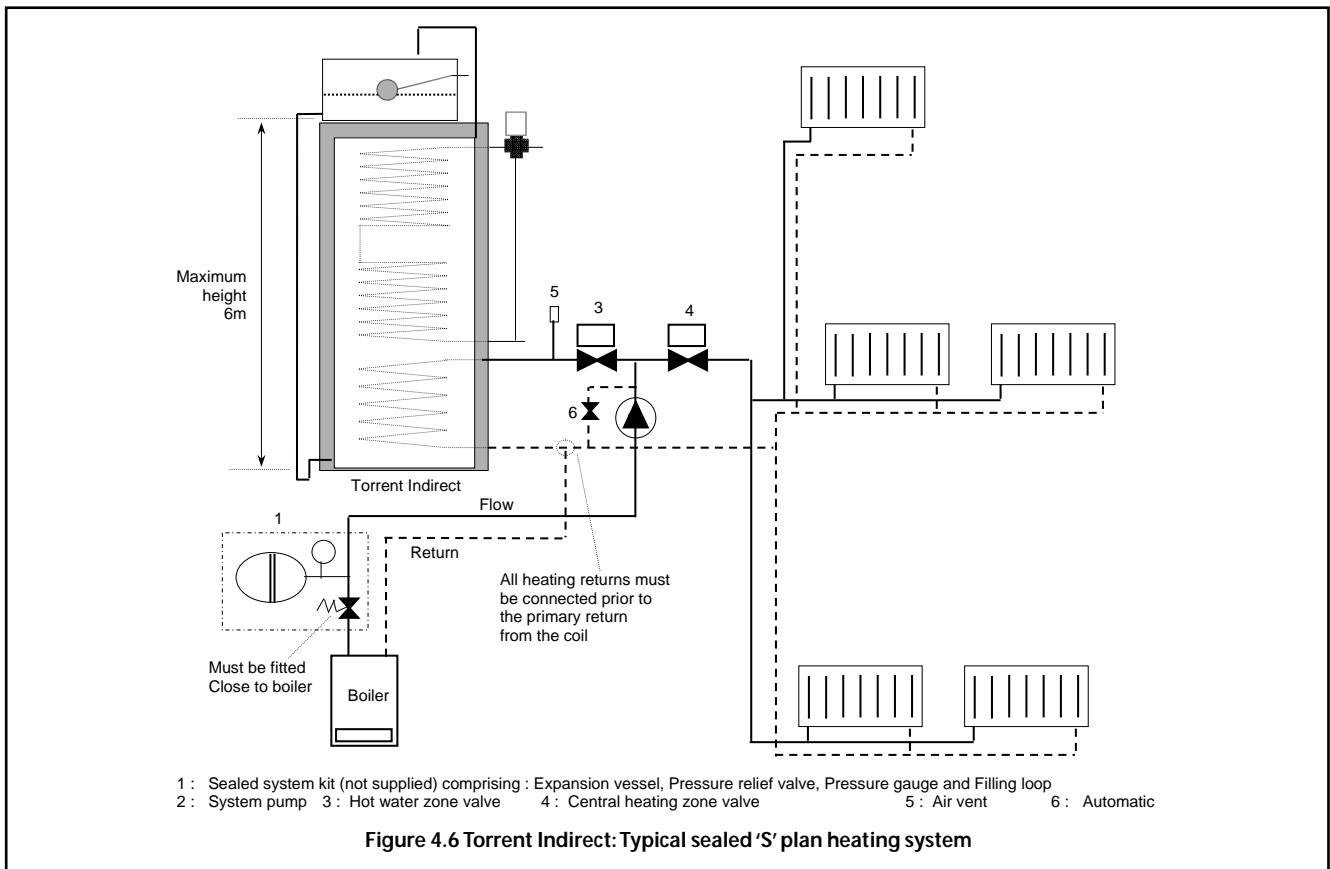 Maximum
height
6m
5
3
4
6
Torrent Indirect
Flow
1
Return
All heating returns must
be connected prior to
the primary return
from the coil
Must be fitted
Close to boiler
Boiler
1 : Sealed system kit (not supplied) comprising : Expansion vessel, Pressure relief valve, Pressure gauge and Filling loop
2 : System pump 3 : Hot water zone valve 4 : Central heating zone valve 5 : Air vent 6 : Automatic
Figure 4.6 Torrent Indirect: Typical sealed ‘S’ plan heating system